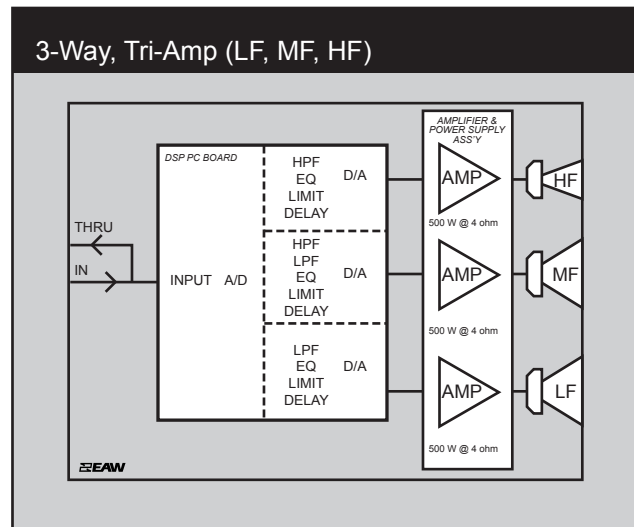 3-Way, Tri-Amp (LF, MF, HF)
AMPLIFIER &
POWER SUPPLY
ASS'Y
DSP PC BOARD
HPF
EQ
LIMIT
DELAY
D/A
AMP
HF
500 W @ 4 ohm
THRU
IN
INPUT A/D
HPF
LPF
EQ
LIMIT
DELAY
D/A
AMP
MF
500 W @ 4 ohm
LPF
EQ
LIMIT
DELAY
D/A
AMP
LF
500 W @ 4 ohm
EAW